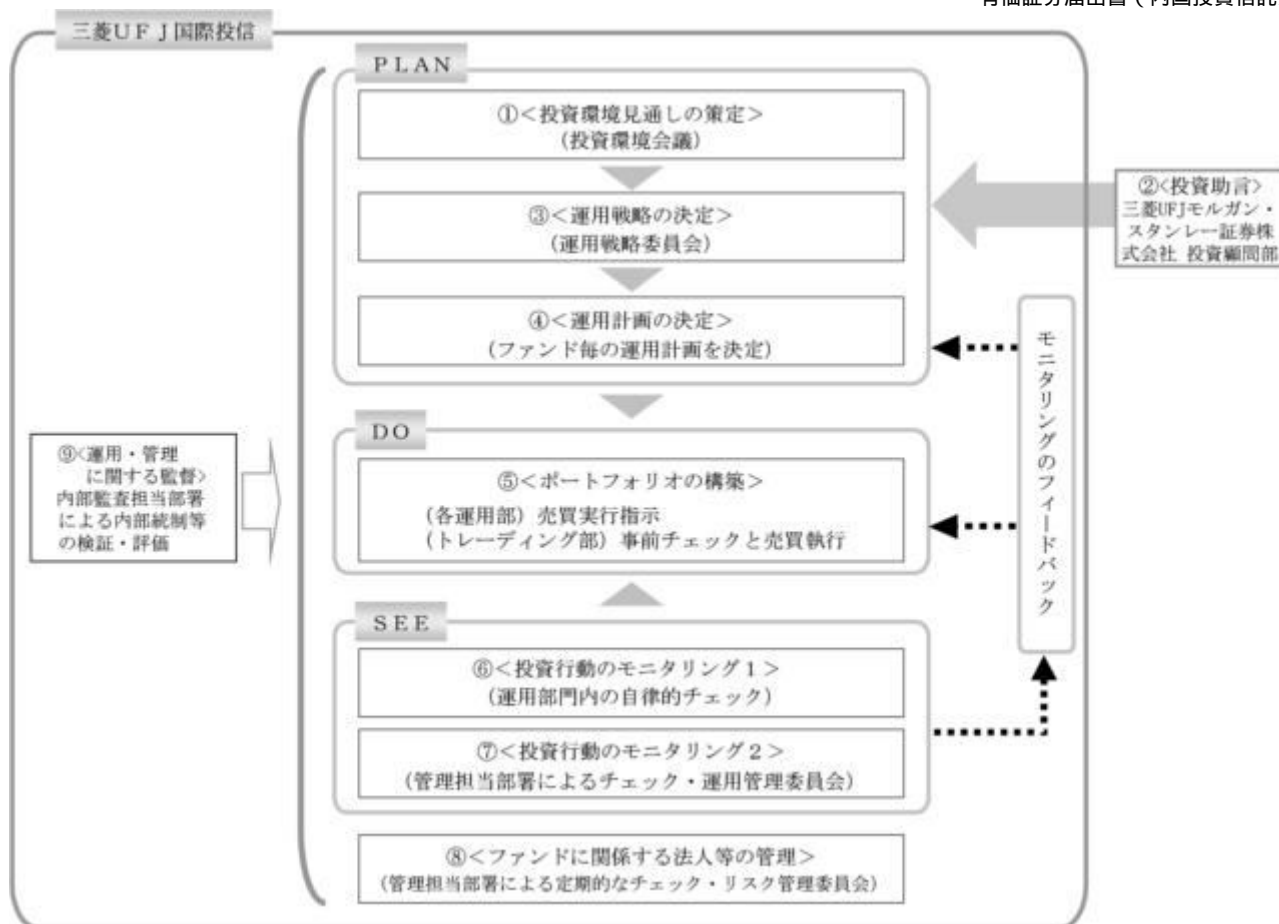 有価証券届出書（内国投資信託
三菱ＵＦＪ国際投信
ＰＬＡＮ
①＜投資環境見通しの策定＞
（投資環境会議）
③＜運用戦略の決定＞
（運用戦略委員会）
④＜運用計画の決定＞
（ファンド毎の運用計画を決定）
②<投資助言>
三菱UFJモルガン・
スタンレー証券株
式会社 投資顧問部
ＤＯ
⑤＜ポートフォリオの構築＞
（各運用部）売買実行指示
（トレーディング部）事前チェックと売買執行
⑨<運用・管理
に関する監督>
内部監査担当部署
による内部統制等
の検証・評価
モニタリングのフィードバック
ＳＥＥ
⑥＜投資行動のモニタリング１＞
（運用部門内の自律的チェック）
⑦＜投資行動のモニタリング２＞
（管理担当部署によるチェック・運用管理委員会）
⑧＜ファンドに関係する法人等の管理＞
（管理担当部署による定期的なチェック・リスク管理委員会）